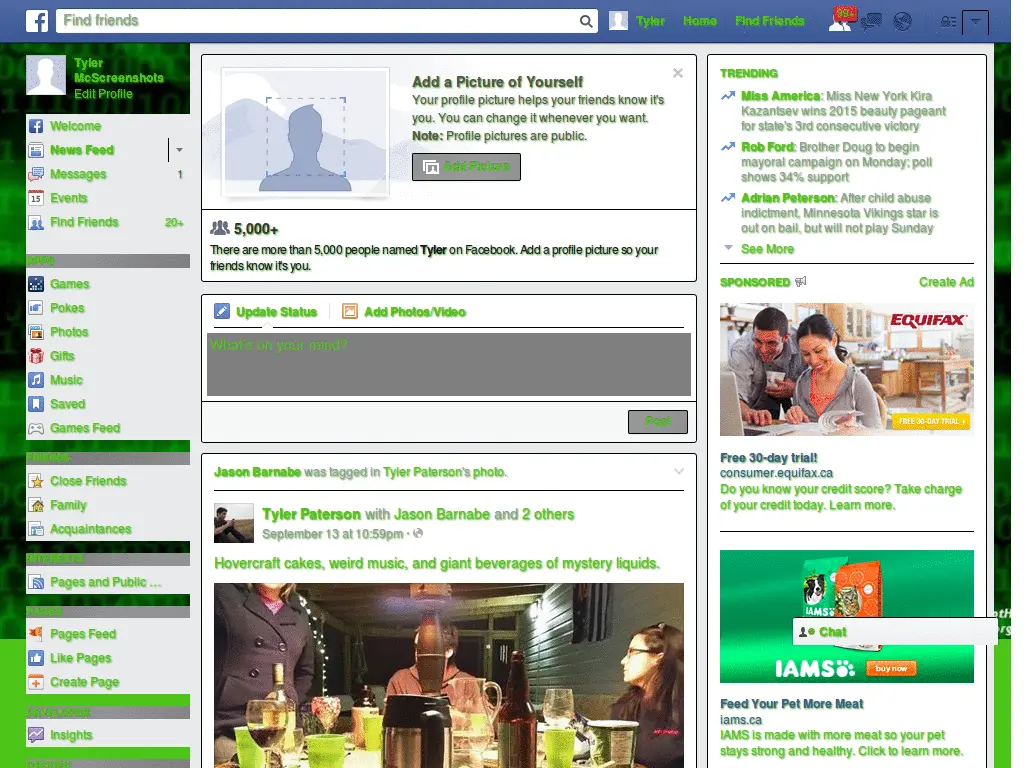 Find friends
Tyler
Home
Find Friends
99+
Tyler
McScreenshots
Edit Profile
Welcome
News Feed
Messages 1
Events
Find Friends 20+
Games
Pokes
Photos
Gifts
Music
Saved
Games Feed
Close Friends
Family
Acquaintances
Pages and Public ...
Pages Feed
Like Pages
Create Page
Insights
Add a Picture of Yourself
Your profile picture helps your friends know it's
you. You can change it whenever you want.
Note: Profile pictures are public.
Add Picture
5,000+
There are more than 5,000 people named Tyler on Facebook. Add a profile picture so your
friends know it's you.
Update Status
Add Photos/Video
What's on your mind?
Post
Jason Barnabe was tagged in Tyler Paterson's photo.
Tyler Paterson with Jason Barnabe and 2 others
September 13 at 10:59pm ·
Hovercraft cakes, weird music, and giant beverages of mystery liquids.
TRENDING
Miss America: Miss New York Kira
Kazantsev wins 2015 beauty pageant
for state's 3rd consecutive victory
Rob Ford: Brother Doug to begin
mayoral campaign on Monday; poll
shows 34% support
Adrian Peterson: After child abuse
indictment, Minnesota Vikings star is
out on bail, but will not play Sunday
See More
SPONSORED
Create Ad
EQUIFAX
FREE 30-DAY TRIAL
Free 30-day trial!
consumer.equifax.ca
Do you know your credit score? Take charge
of your credit today. Learn more.
IAMS
Chat
IAMS
buy now
Feed Your Pet More Meat
iams.ca
IAMS is made with more meat so your pet
stays strong and healthy. Click to learn more.